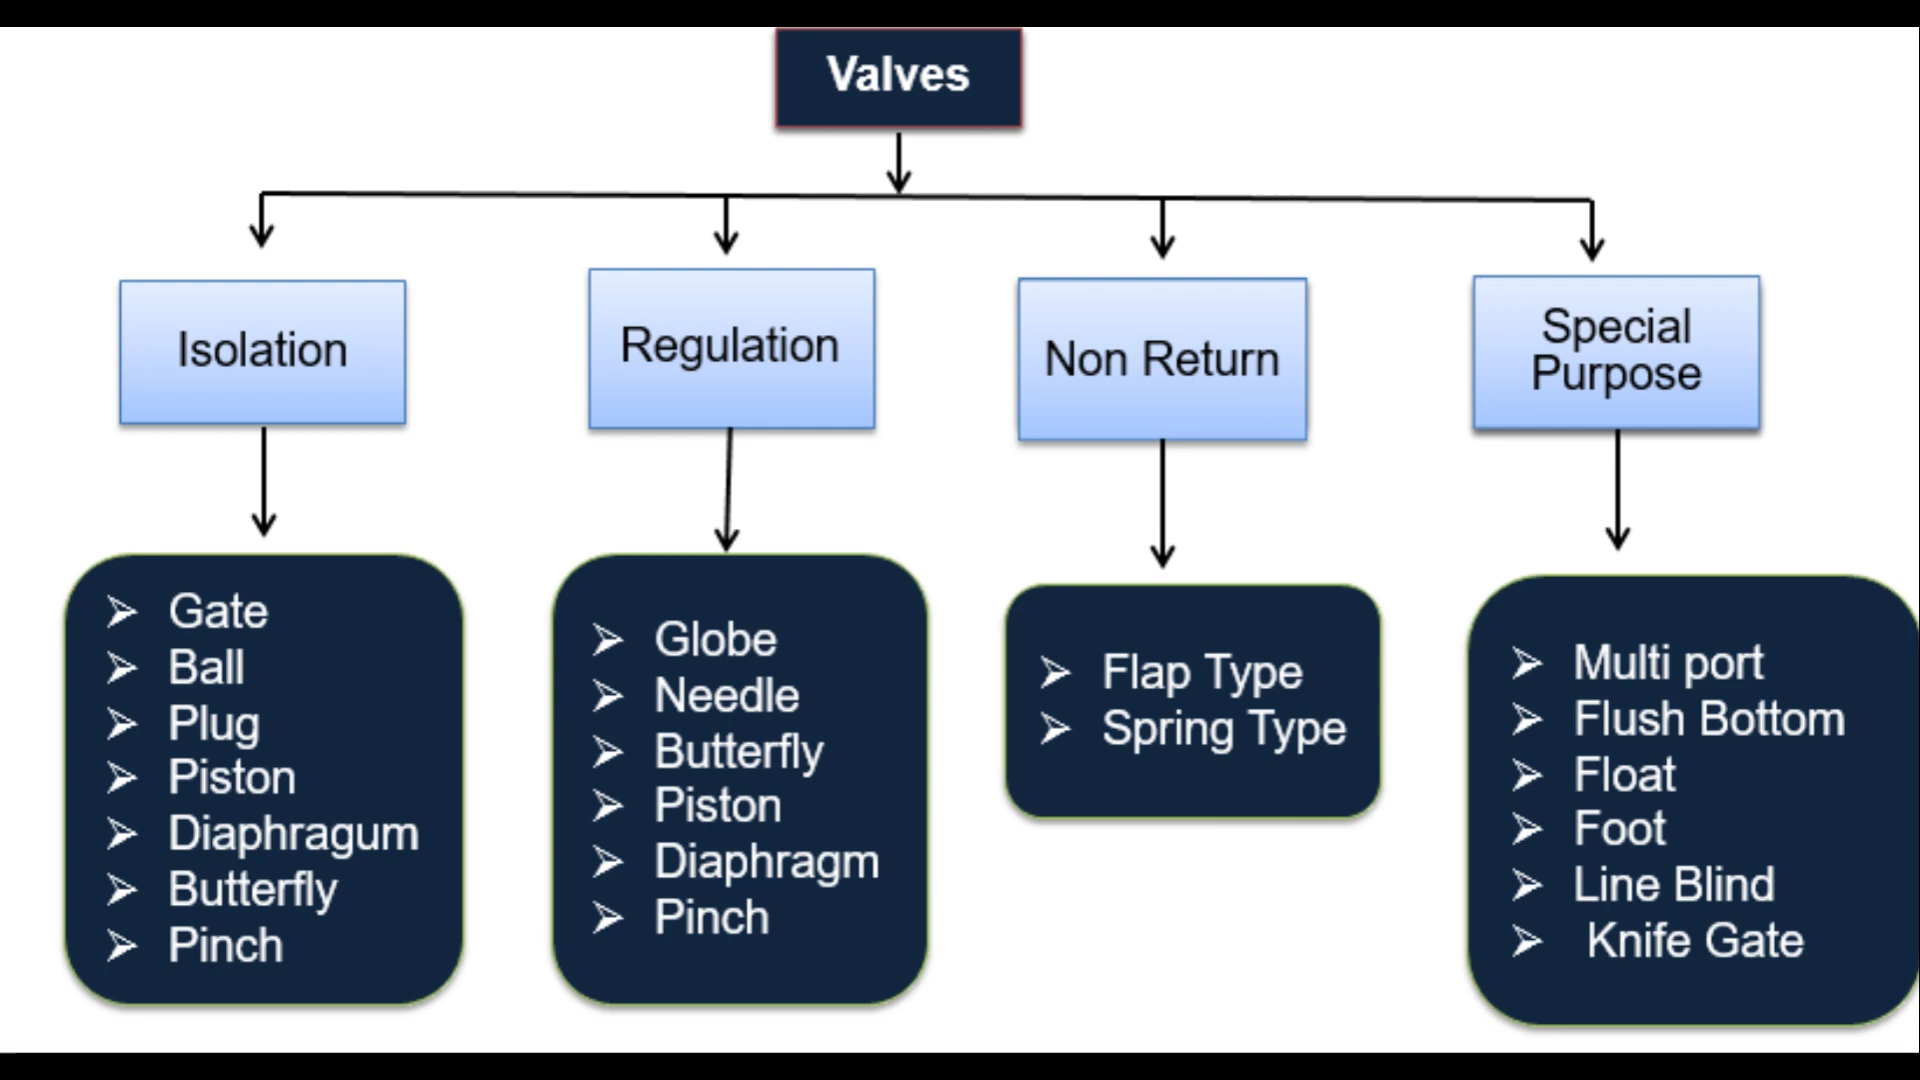 Valves
Isolation
Regulation
Non Return
Special
Purpose
Gate
Ball
Plug
Piston
Diaphragum
Butterfly
Pinch
Globe
Needle
Butterfly
Piston
Diaphragm
Pinch
Flap Type
Spring Type
Multi port
Flush Bottom
Float
Foot
Line Blind
Knife Gate